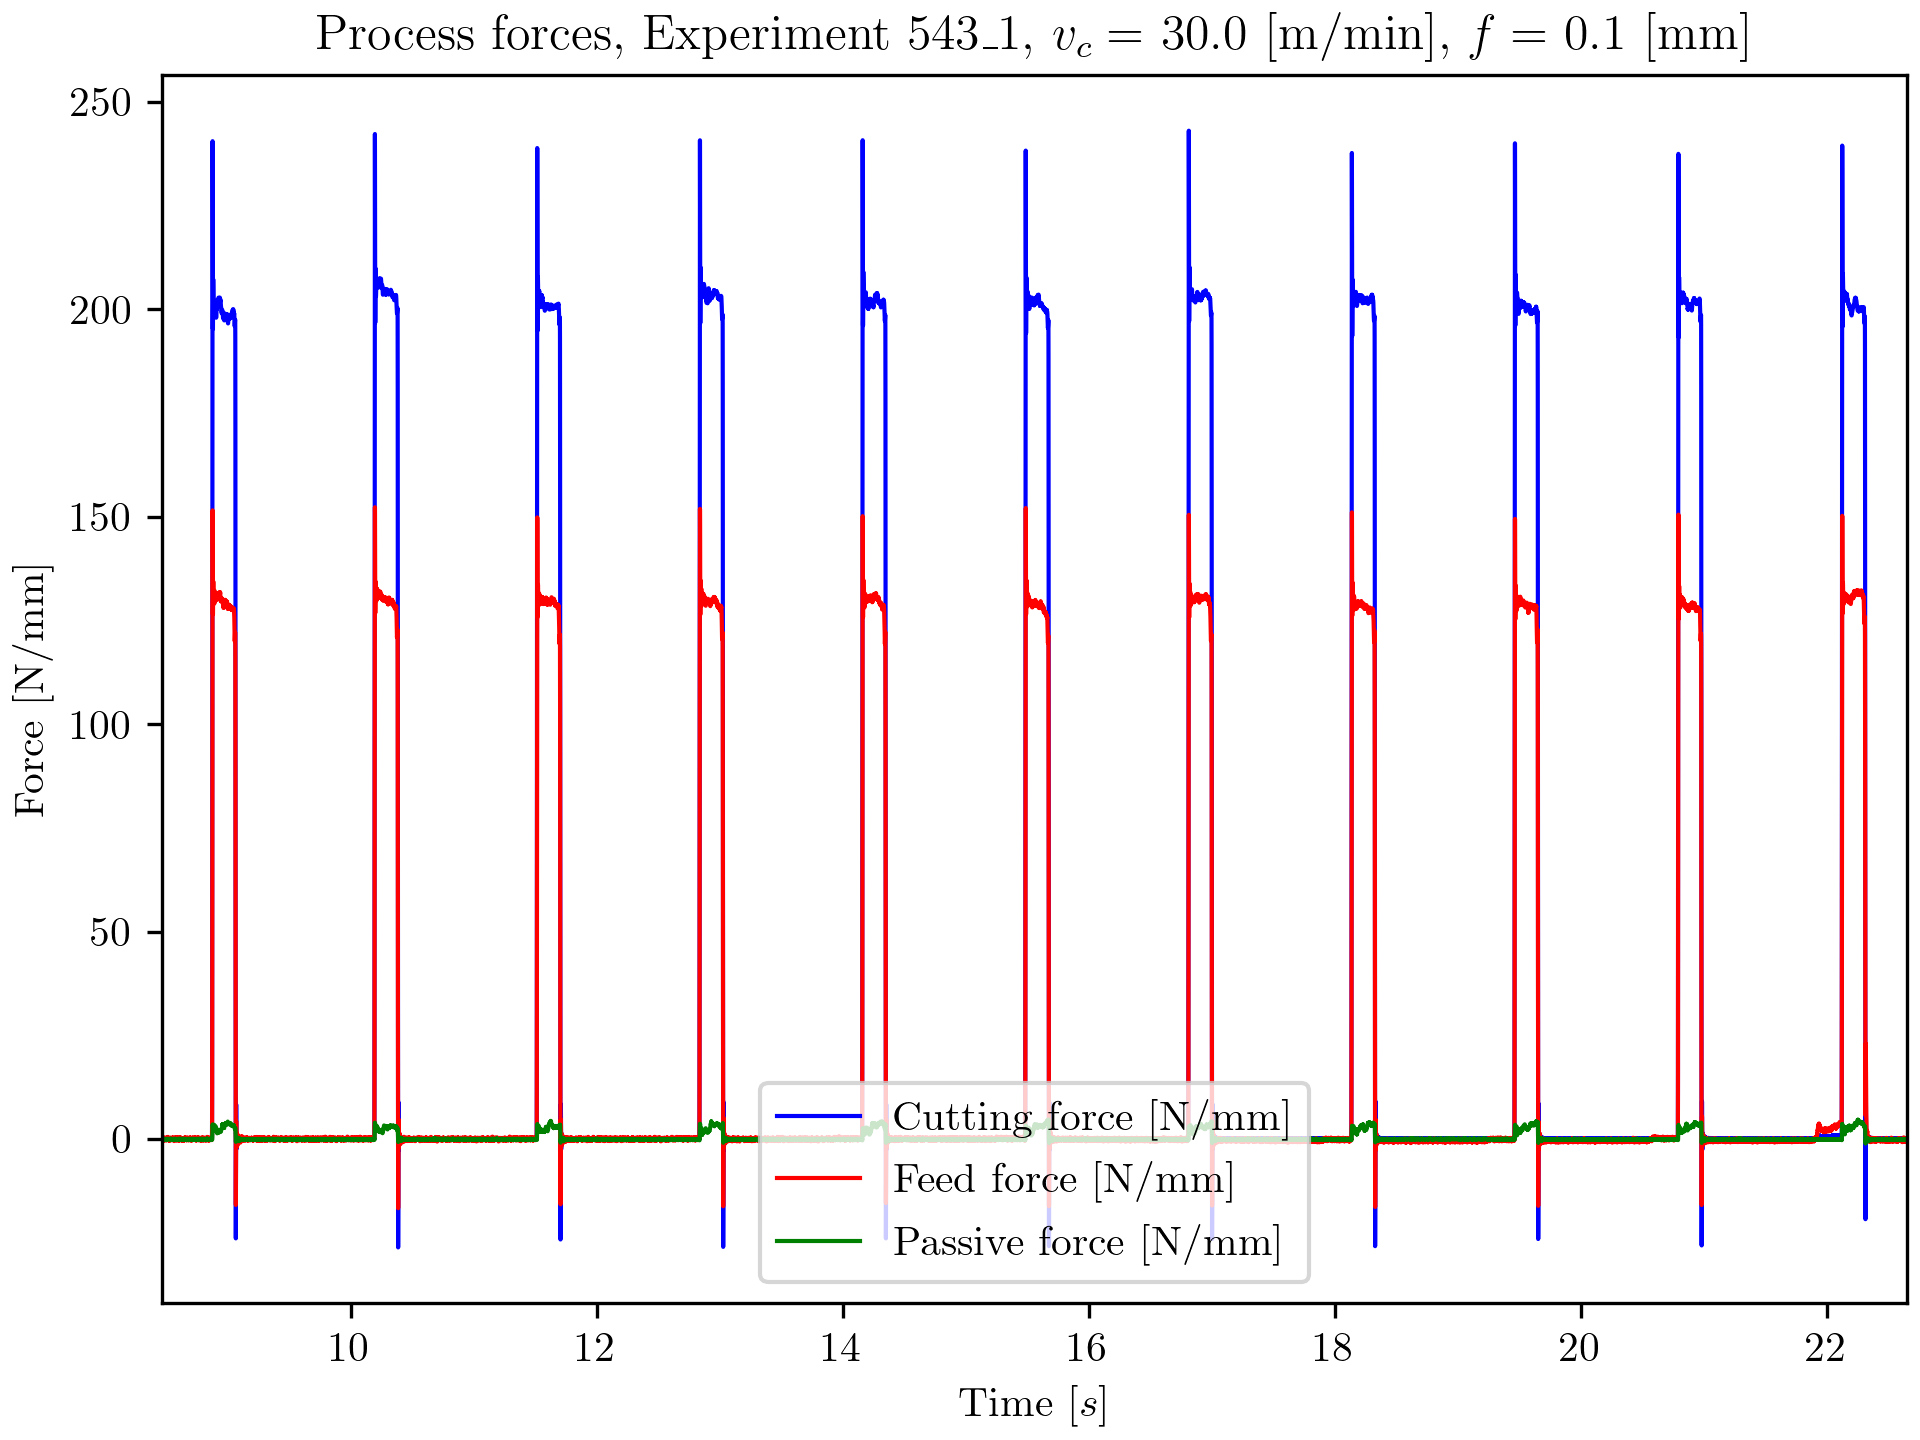 Process forces, Experiment 543_1, v_c = 30.0 [m/min], f = 0.1 [mm]
250
200
150
100
50
0
Force [N/mm]
Cutting force [N/mm]
Feed force [N/mm]
Passive force [N/mm]
10 12 14 16 18 20 22
Time [s]